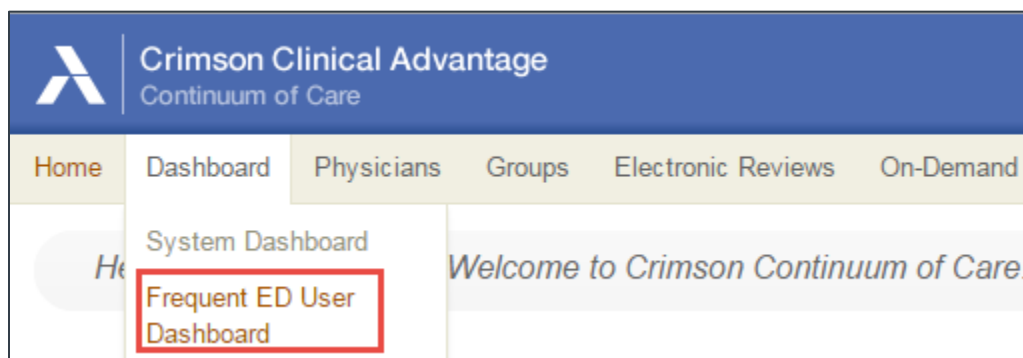 Crimson Clinical Advantage
Continuum of Care
Home Dashboard Physicians Groups Electronic Reviews On-Demand
System Dashboard
He Welcome to Crimson Continuum of Care.
Frequent ED User
Dashboard